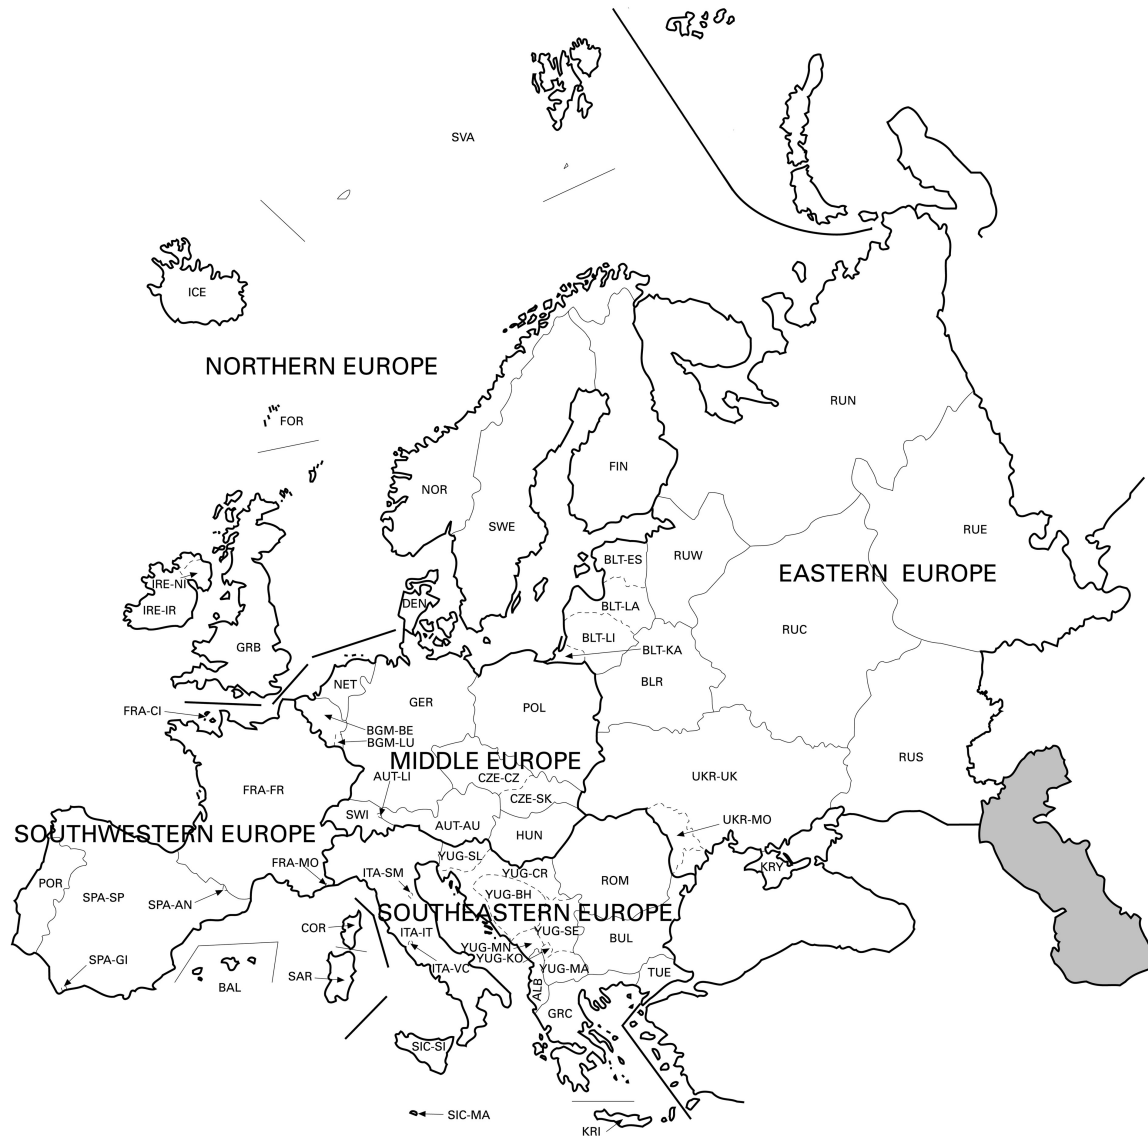 SVA
ICE
NORTHERN EUROPE
RUN
FOR
FIN
NOR
SWE
RUE
BLT-ES
RUW
EASTERN EUROPE
IRE-NI
DEN
BLT-LA
IRE-IR
RUC
BLT-LI
GRB
BLT-KA
BLR
NET
GER
POL
FRA-CI
BGM-BE
BGM-LU
RUS
MIDDLE EUROPE
AUT-LI
CZE-CZ
UKR-UK
FRA-FR
CZE-SK
SWI
UKR-MO
AUT-AU
SOUTHWESTERN EUROPE
HUN
YUG-SL
FRA-MO
KRY
ITA-SM
YUG-CR
POR
ROM
YUG-BH
SPA-SP
SPA-AN
SOUTHEASTERN EUROPE
COR
ITA-IT
YUG-SE
BUL
YUG-MN
YUG-KO
SPA-GI
ITA-VC
YUG-MA
TUE
SAR
BAL
ALB
GRC
SIC-SI
SIC-MA
KRI